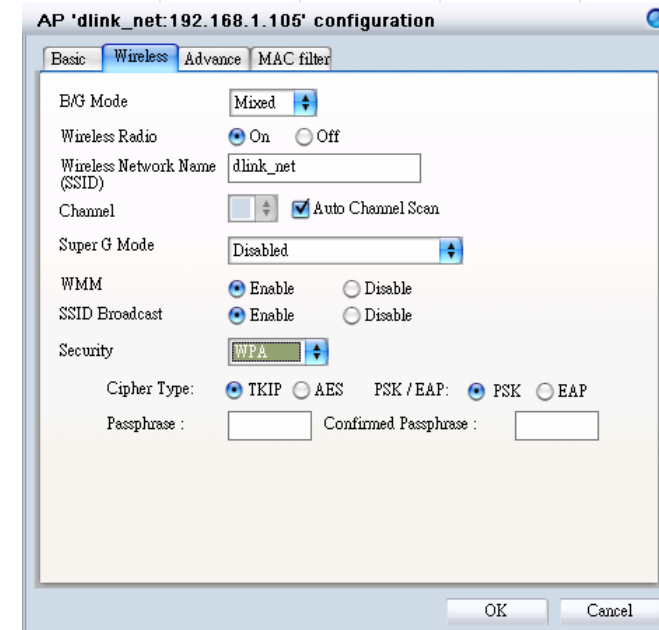 AP 'dlink_net:192.168.1.105' configuration
Basic Wireless Advance MAC filter
B/G Mode Mixed
Wireless Radio On Off
Wireless Network Name dlink_net
(SSID)
Channel Auto Channel Scan
Super G Mode Disabled
WMM Enable Disable
SSID Broadcast Enable Disable
Security WPA
Cipher Type: TKIP AES PSK / EAP: PSK EAP
Passphrase : Confirmed Passphrase :
OK Cancel